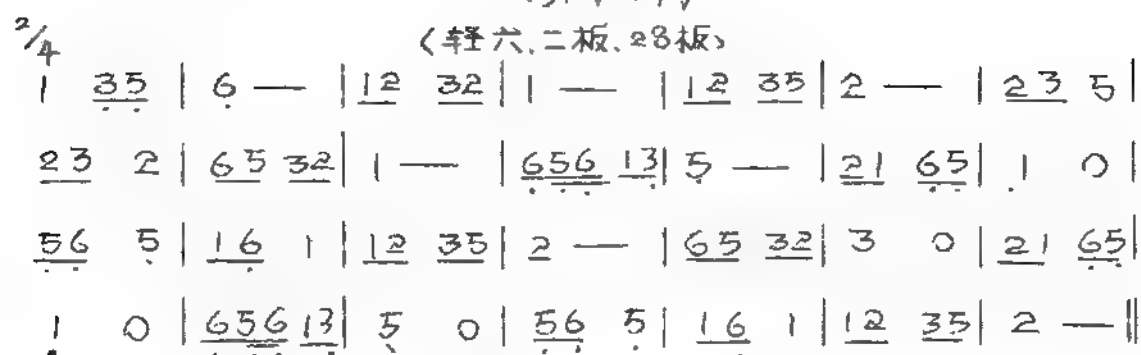 2/4
（轻六、二板、28板）
1 35 | 6 — | 12 32 | 1 — | 12 35 | 2 — | 23 5 |
23 2 | 65 32 | 1 — | 656 13 | 5 — | 21 65 | 1 0 |
56 5 | 16 1 | 12 35 | 2 — | 65 32 | 3 0 | 21 65 |
1 0 | 656 13 | 5 0 | 56 5 | 16 1 | 12 35 | 2 — ‖